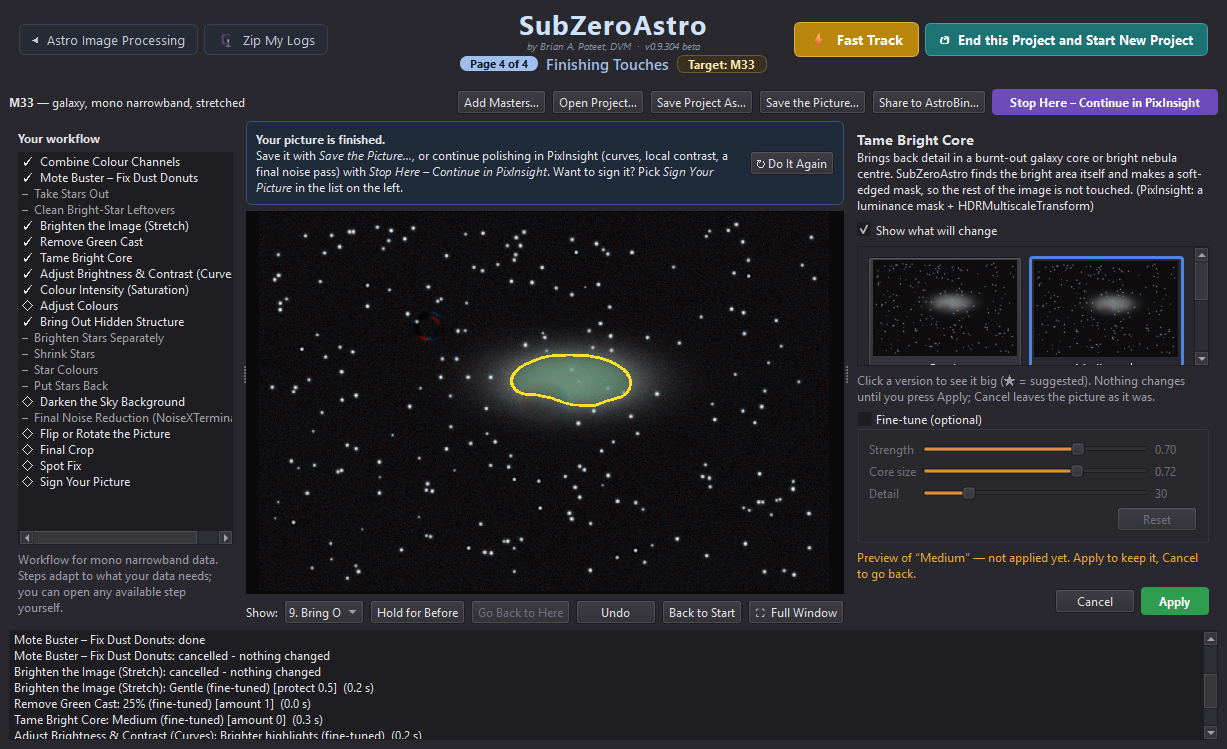 Astro Image Processing
Zip My Logs
SubZeroAstro
by Brian A. Poteet, DVM · v0.9.304 beta
Page 4 of 4
Finishing Touches
Target: M33
Fast Track
End this Project and Start New Project
M33 — galaxy, mono narrowband, stretched
Add Masters...
Open Project...
Save Project As...
Save the Picture...
Share to AstroBin...
Stop Here – Continue in PixInsight
Your workflow
✓ Combine Colour Channels
✓ Mote Buster – Fix Dust Donuts
– Take Stars Out
– Clean Bright-Star Leftovers
✓ Brighten the Image (Stretch)
✓ Remove Green Cast
✓ Tame Bright Core
✓ Adjust Brightness & Contrast (Curve
✓ Colour Intensity (Saturation)
◇ Adjust Colours
✓ Bring Out Hidden Structure
– Brighten Stars Separately
– Shrink Stars
– Star Colours
– Put Stars Back
◇ Darken the Sky Background
– Final Noise Reduction (NoiseXTermina
◇ Flip or Rotate the Picture
◇ Final Crop
◇ Spot Fix
◇ Sign Your Picture
Workflow for mono narrowband data.
Steps adapt to what your data needs;
you can open any available step
yourself.
Your picture is finished.
Save it with Save the Picture..., or continue polishing in PixInsight (curves, local contrast, a
final noise pass) with Stop Here – Continue in PixInsight. Want to sign it? Pick Sign Your
Picture in the list on the left.
↻ Do It Again
Show:
9. Bring O
Hold for Before
Go Back to Here
Undo
Back to Start
Full Window
Tame Bright Core
Brings back detail in a burnt-out galaxy core or bright nebula
centre. SubZeroAstro finds the bright area itself and makes a soft-
edged mask, so the rest of the image is not touched. (PixInsight: a
luminance mask + HDRMultiscaleTransform)
✓ Show what will change
Click a version to see it big (★ = suggested). Nothing changes
until you press Apply; Cancel leaves the picture as it was.
Fine-tune (optional)
Strength 0.70
Core size 0.72
Detail 30
Reset
Preview of “Medium” — not applied yet. Apply to keep it, Cancel
to go back.
Cancel
Apply
Mote Buster – Fix Dust Donuts: done
Mote Buster – Fix Dust Donuts: cancelled - nothing changed
Brighten the Image (Stretch): cancelled - nothing changed
Brighten the Image (Stretch): Gentle (fine-tuned) [protect 0.5] (0.2 s)
Remove Green Cast: 25% (fine-tuned) [amount 1] (0.0 s)
Tame Bright Core: Medium (fine-tuned) [amount 0] (0.3 s)
Adjust Brightness & Contrast (Curves): Brighter highlights (fine-tuned) (0.2 s)